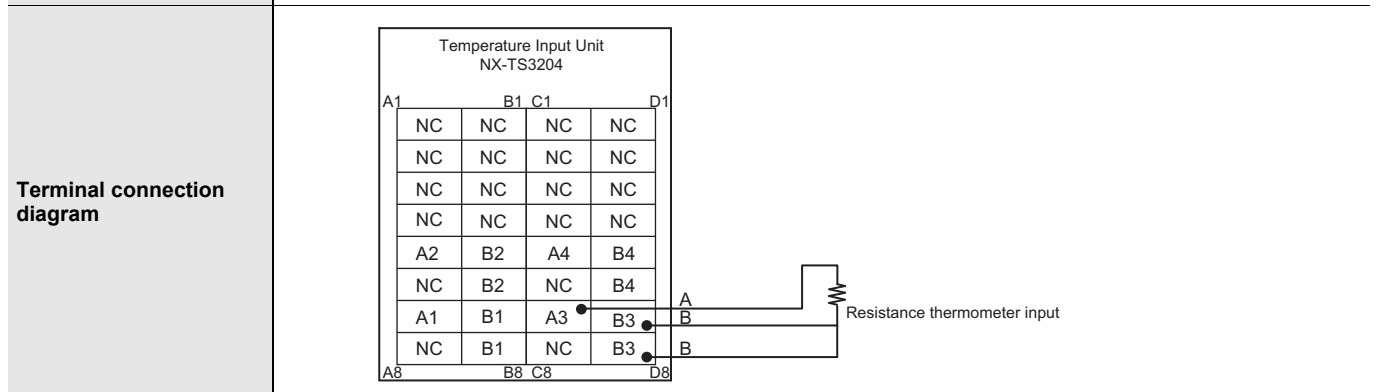 Terminal connection
diagram
Temperature Input Unit
NX-TS3204
A1 B1 C1 D1
NC NC NC NC
NC NC NC NC
NC NC NC NC
NC NC NC NC
A2 B2 A4 B4
NC B2 NC B4
A1 B1 A3 B3
NC B1 NC B3
A8 B8 C8 D8
A
B
B
Resistance thermometer input